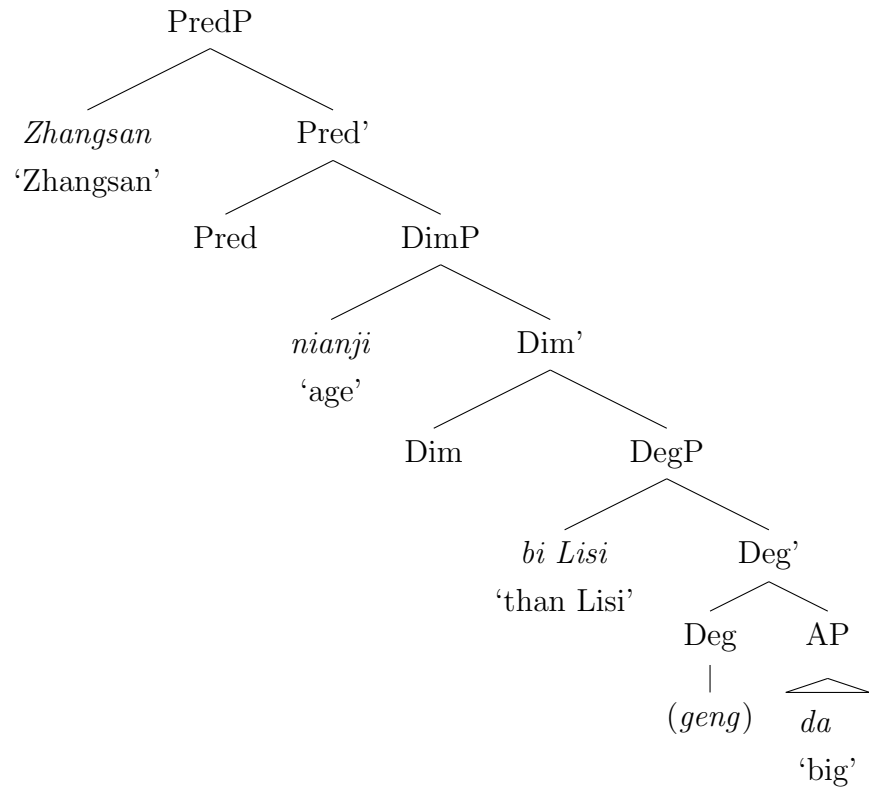 PredP
Zhangsan Pred’
‘Zhangsan’
Pred DimP
nianji Dim’
‘age’
Dim DegP
bi Lisi Deg’
‘than Lisi’
Deg AP
(geng) da
‘big’